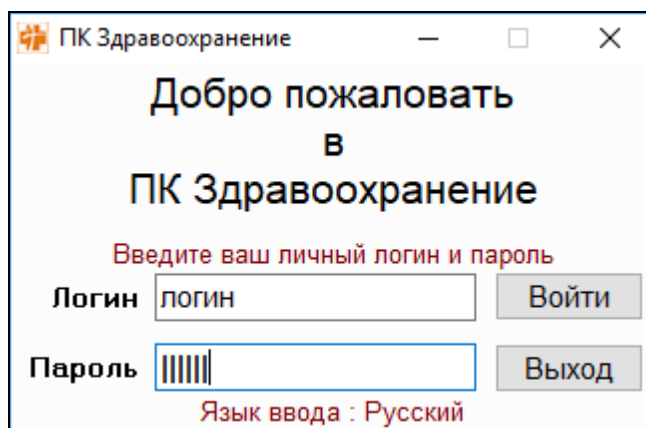 ПК Здравоохранение
Добро пожаловать
в
ПК Здравоохранение
Введите ваш личный логин и пароль
Логин логин Войти
Пароль |||||| Выход
Язык ввода : Русский